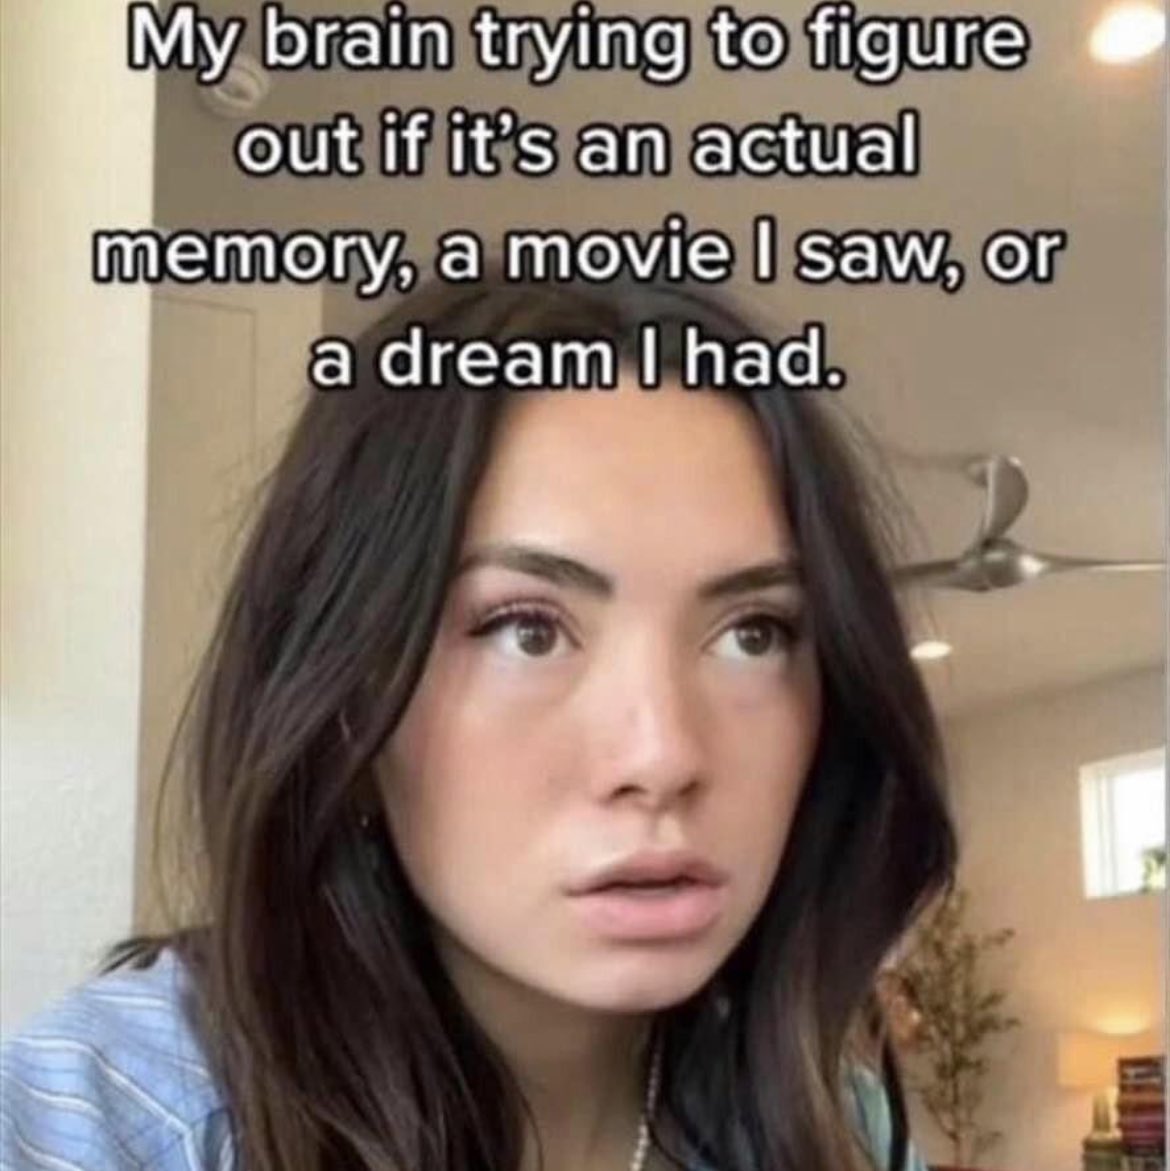 My brain trying to figure
out if it’s an actual
memory, a movie I saw, or
a dream I had.